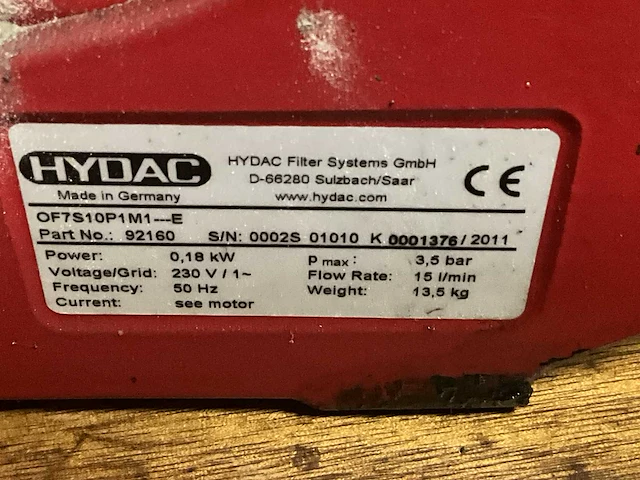 HYDAC
Made in Germany
HYDAC Filter Systems GmbH
D-66280 Sulzbach/Saar
www.hydac.com
CE
OF7S10P1M1---E
Part No.: 92160 S/N: 0002S 01010 K 0001376/2011
Power: 0,18 kW
Voltage/Grid: 230 V / 1~
Frequency: 50 Hz
Current: see motor
p max: 3,5 bar
Flow Rate: 15 l/min
Weight: 13,5 kg